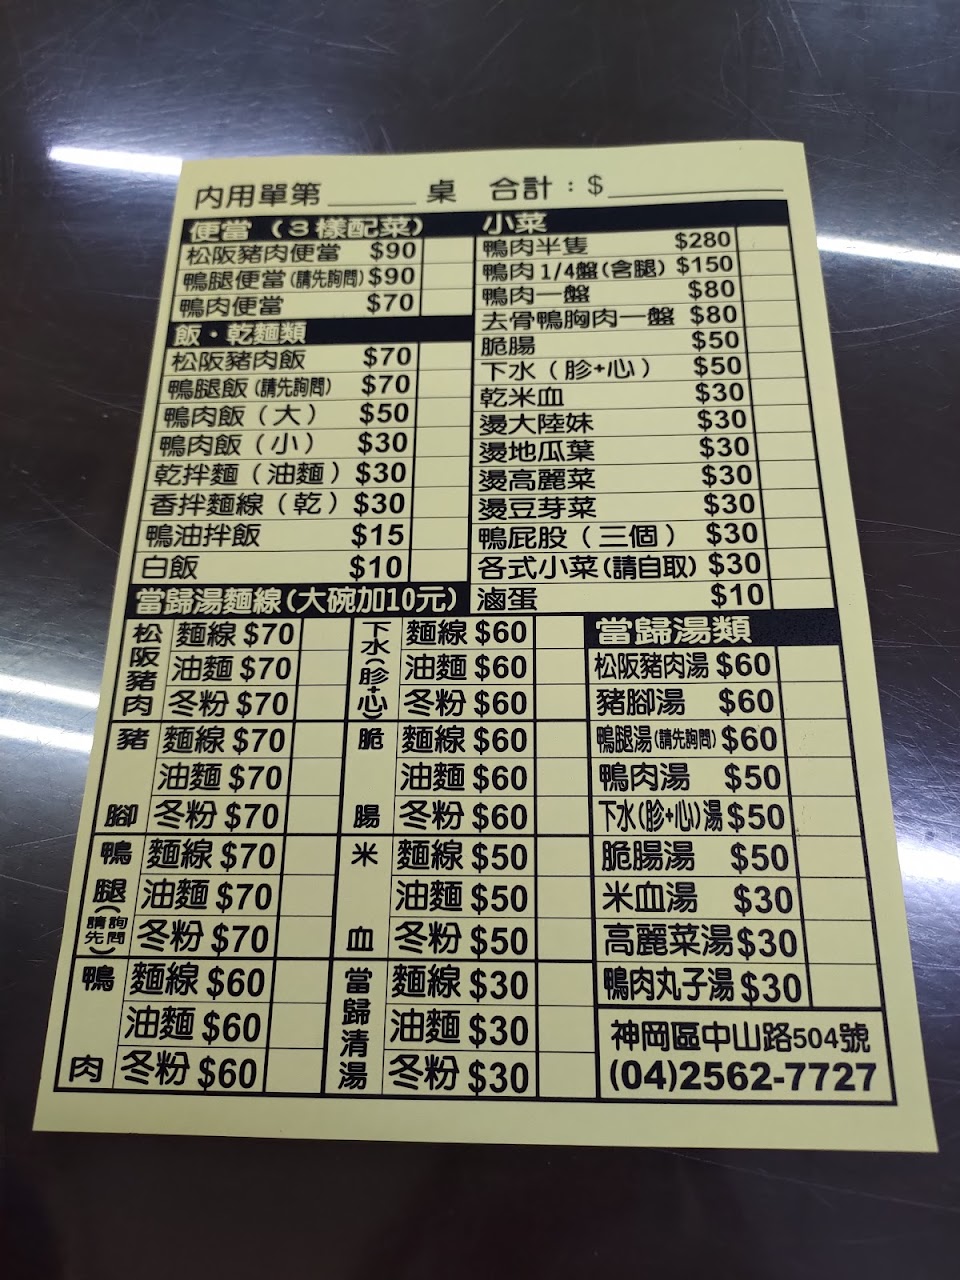 內用單第______桌 合計：$__________
便當（3樣配菜）
松阪豬肉便當 $90
鴨腿便當(請先詢問) $90
鴨肉便當 $70
飯・乾麵類
松阪豬肉飯 $70
鴨腿飯(請先詢問) $70
鴨肉飯（大） $50
鴨肉飯（小） $30
乾拌麵（油麵） $30
香拌麵線（乾） $30
鴨油拌飯 $15
白飯 $10
小菜
鴨肉半隻 $280
鴨肉1/4盤(含腿) $150
鴨肉一盤 $80
去骨鴨胸肉一盤 $80
脆腸 $50
下水（胗+心） $50
乾米血 $30
燙大陸妹 $30
燙地瓜葉 $30
燙高麗菜 $30
燙豆芽菜 $30
鴨屁股（三個） $30
各式小菜(請自取) $30
滷蛋 $10
當歸湯麵線(大碗加10元)
松阪豬肉
麵線 $70
油麵 $70
冬粉 $70
豬腳
麵線 $70
油麵 $70
冬粉 $70
鴨腿(請先詢問)
麵線 $70
油麵 $70
冬粉 $70
鴨肉
麵線 $60
油麵 $60
冬粉 $60
下水(胗+心)
麵線 $60
油麵 $60
冬粉 $60
脆腸
麵線 $60
油麵 $60
冬粉 $60
米血
麵線 $50
油麵 $50
冬粉 $50
當歸清湯
麵線 $30
油麵 $30
冬粉 $30
當歸湯類
松阪豬肉湯 $60
豬腳湯 $60
鴨腿湯(請先詢問) $60
鴨肉湯 $50
下水(胗+心)湯 $50
脆腸湯 $50
米血湯 $30
高麗菜湯 $30
鴨肉丸子湯 $30
神岡區中山路504號
(04)2562-7727